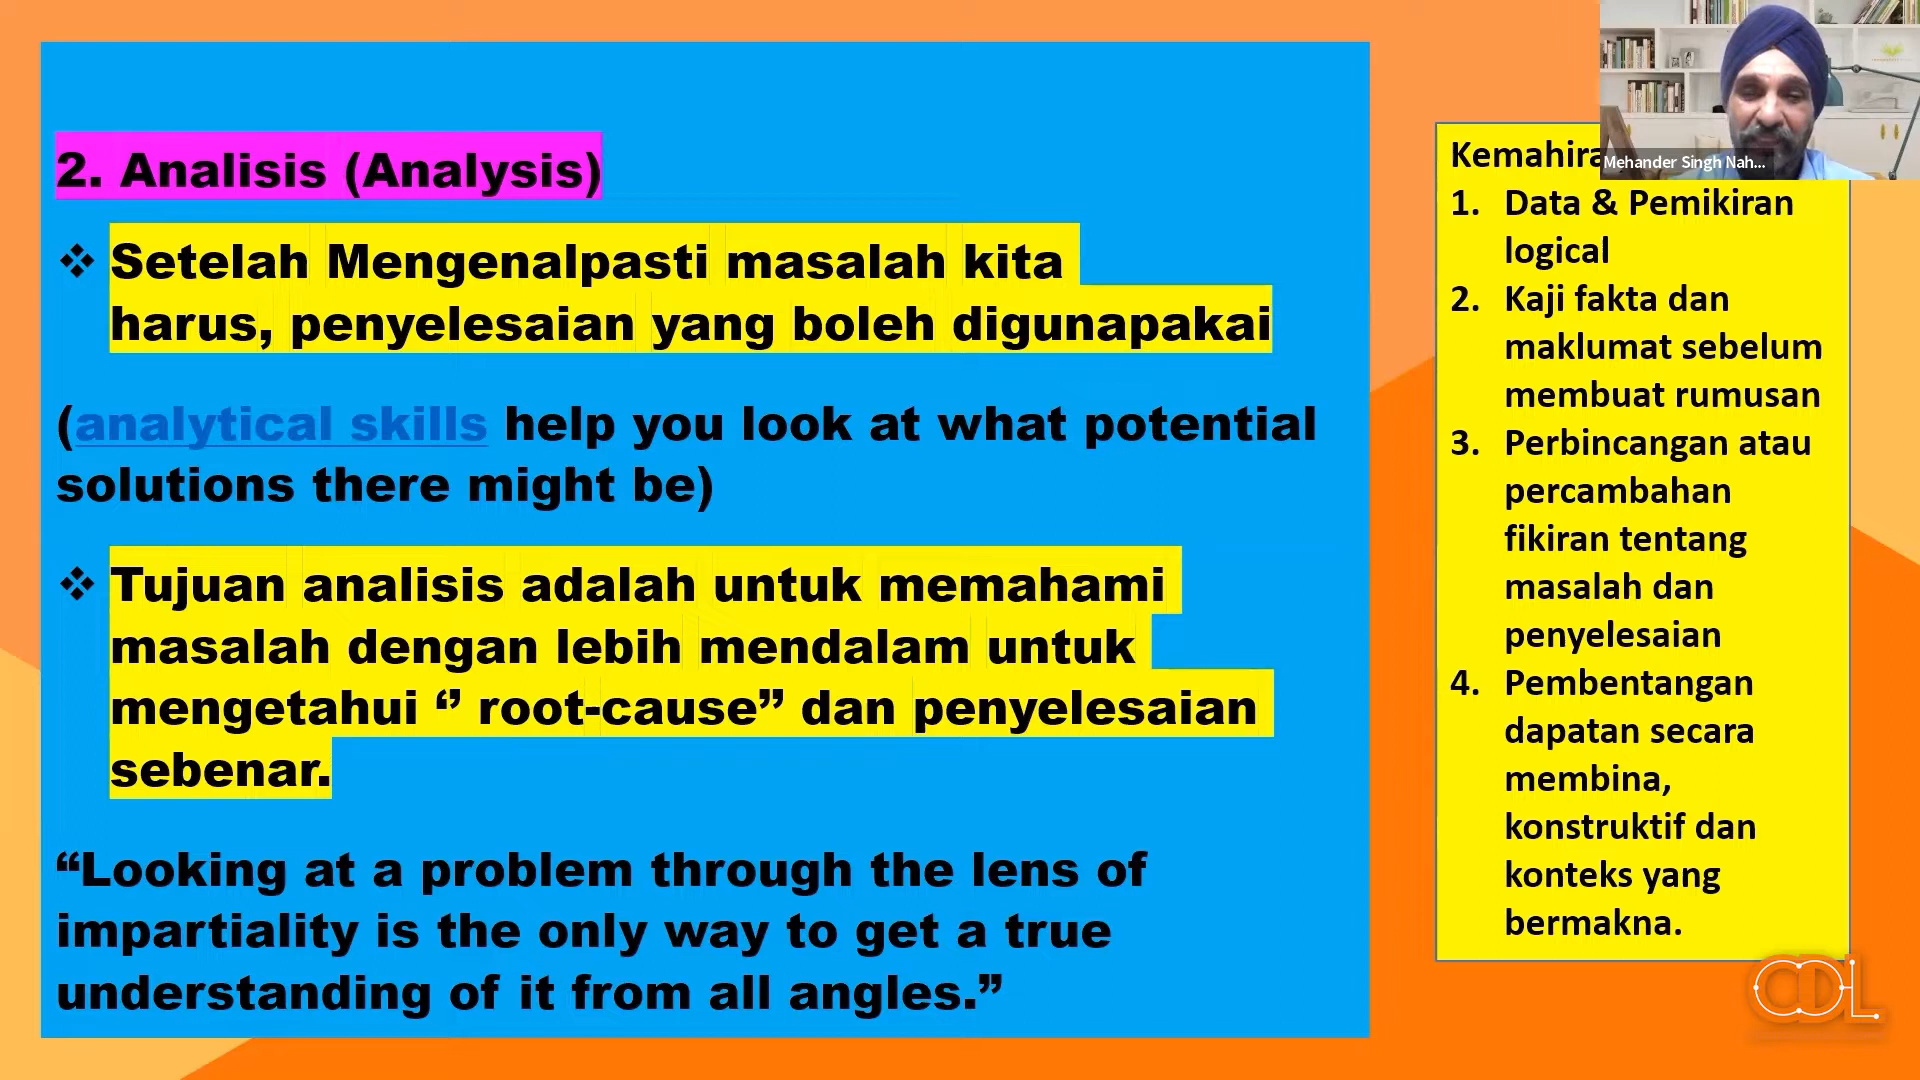 2. Analisis (Analysis)
❖ Setelah Mengenalpasti masalah kita
harus, penyelesaian yang boleh digunapakai
(analytical skills help you look at what potential
solutions there might be)
❖ Tujuan analisis adalah untuk memahami
masalah dengan lebih mendalam untuk
mengetahui ‘’ root-cause’’ dan penyelesaian
sebenar.
“Looking at a problem through the lens of
impartiality is the only way to get a true
understanding of it from all angles.”
Mehander Singh Nah...
1. Data & Pemikiran
logical
2. Kaji fakta dan
maklumat sebelum
membuat rumusan
3. Perbincangan atau
percambahan
fikiran tentang
masalah dan
penyelesaian
4. Pembentangan
dapatan secara
membina,
konstruktif dan
konteks yang
bermakna.
CDL